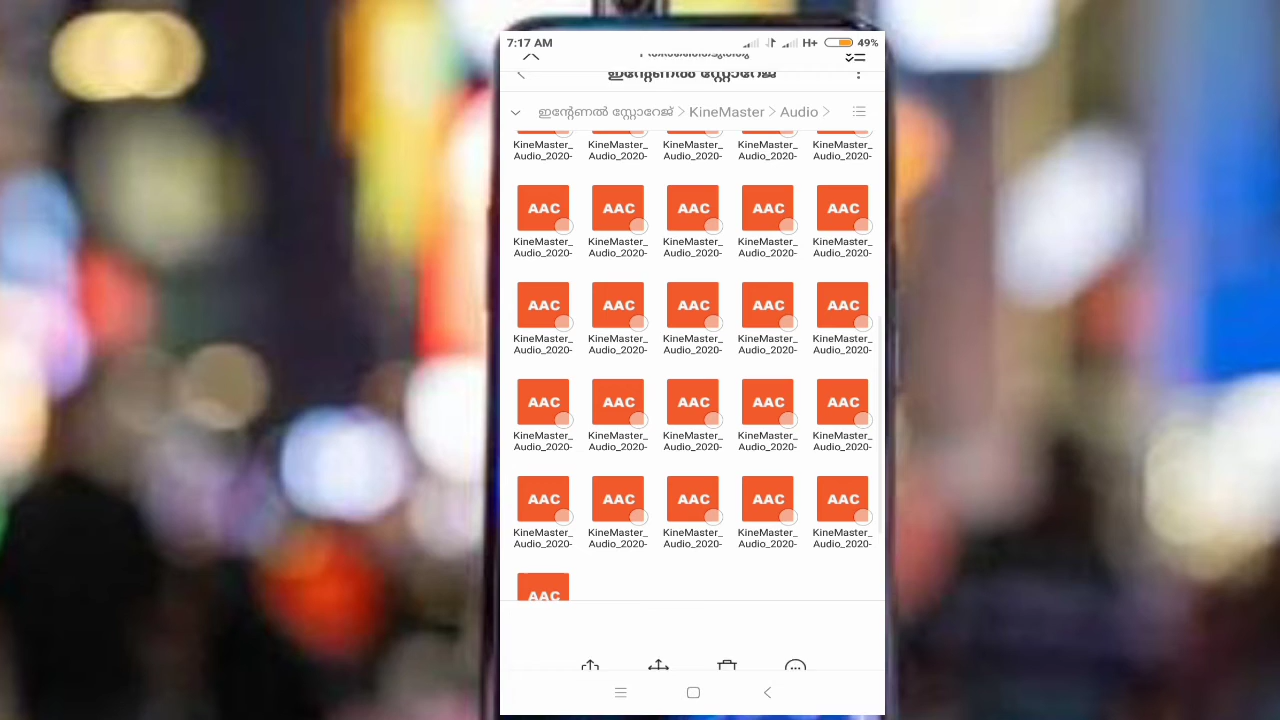 7:17 AM H+ 49%
ഇന്റേണൽ സ്റ്റോറേജ്
ഇന്റേണൽ സ്റ്റോറേജ് > KineMaster > Audio >
KineMaster_ KineMaster_ KineMaster_ KineMaster_ KineMaster_
Audio_2020- Audio_2020- Audio_2020- Audio_2020- Audio_2020-
AAC AAC AAC AAC AAC
KineMaster_ KineMaster_ KineMaster_ KineMaster_ KineMaster_
Audio_2020- Audio_2020- Audio_2020- Audio_2020- Audio_2020-
AAC AAC AAC AAC AAC
KineMaster_ KineMaster_ KineMaster_ KineMaster_ KineMaster_
Audio_2020- Audio_2020- Audio_2020- Audio_2020- Audio_2020-
AAC AAC AAC AAC AAC
KineMaster_ KineMaster_ KineMaster_ KineMaster_ KineMaster_
Audio_2020- Audio_2020- Audio_2020- Audio_2020- Audio_2020-
AAC AAC AAC AAC AAC
KineMaster_ KineMaster_ KineMaster_ KineMaster_ KineMaster_
Audio_2020- Audio_2020- Audio_2020- Audio_2020- Audio_2020-
AAC